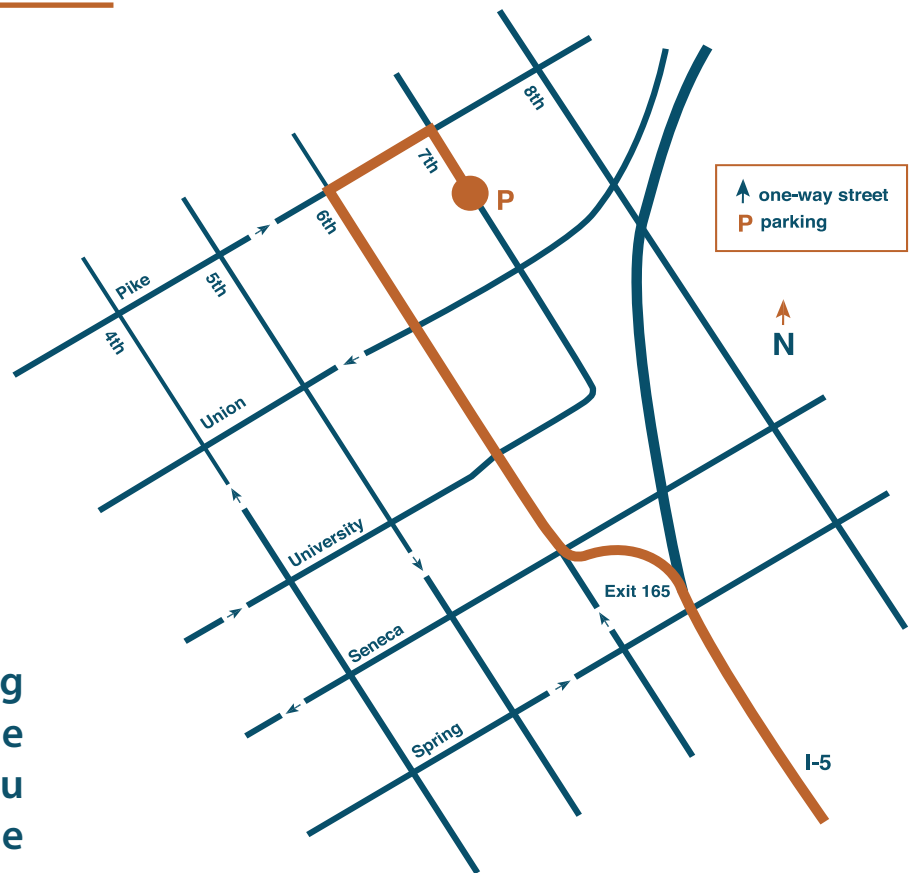 8th
7th
6th
P
one-way street
P parking
5th
Pike
4th
N
Union
University
Exit 165
Seneca
g
e
Spring
I-5
u
e